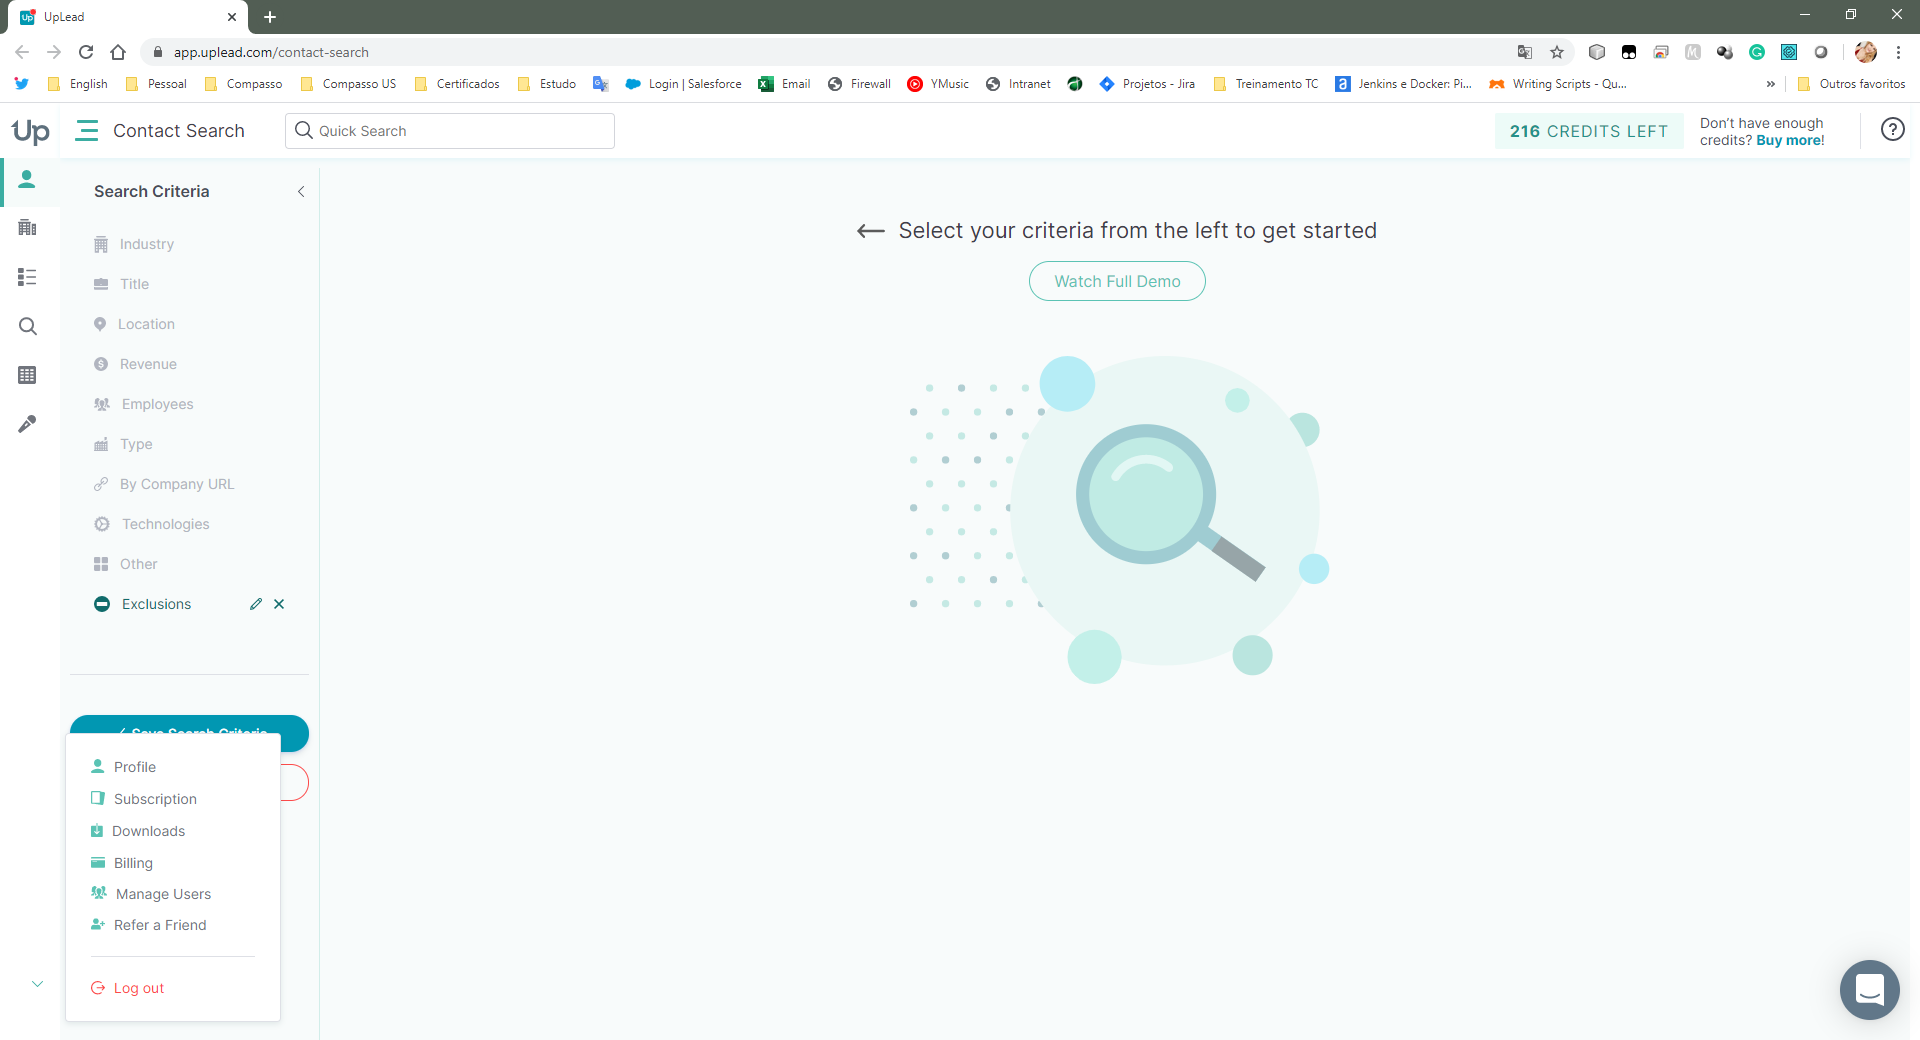 UpLead
app.uplead.com/contact-search
English
Pessoal
Compasso
Compasso US
Certificados
Estudo
Login | Salesforce
Email
Firewall
YMusic
Intranet
Projetos - Jira
Treinamento TC
Jenkins e Docker: Pi...
Writing Scripts - Qu...
»
Outros favoritos
Up
Contact Search
Quick Search
216 CREDITS LEFT
Don't have enough
credits? Buy more!
Search Criteria
Industry
Title
Location
Revenue
Employees
Type
By Company URL
Technologies
Other
Exclusions
Select your criteria from the left to get started
Watch Full Demo
Save Search Criteria
Profile
Subscription
Downloads
Billing
Manage Users
Refer a Friend
Log out